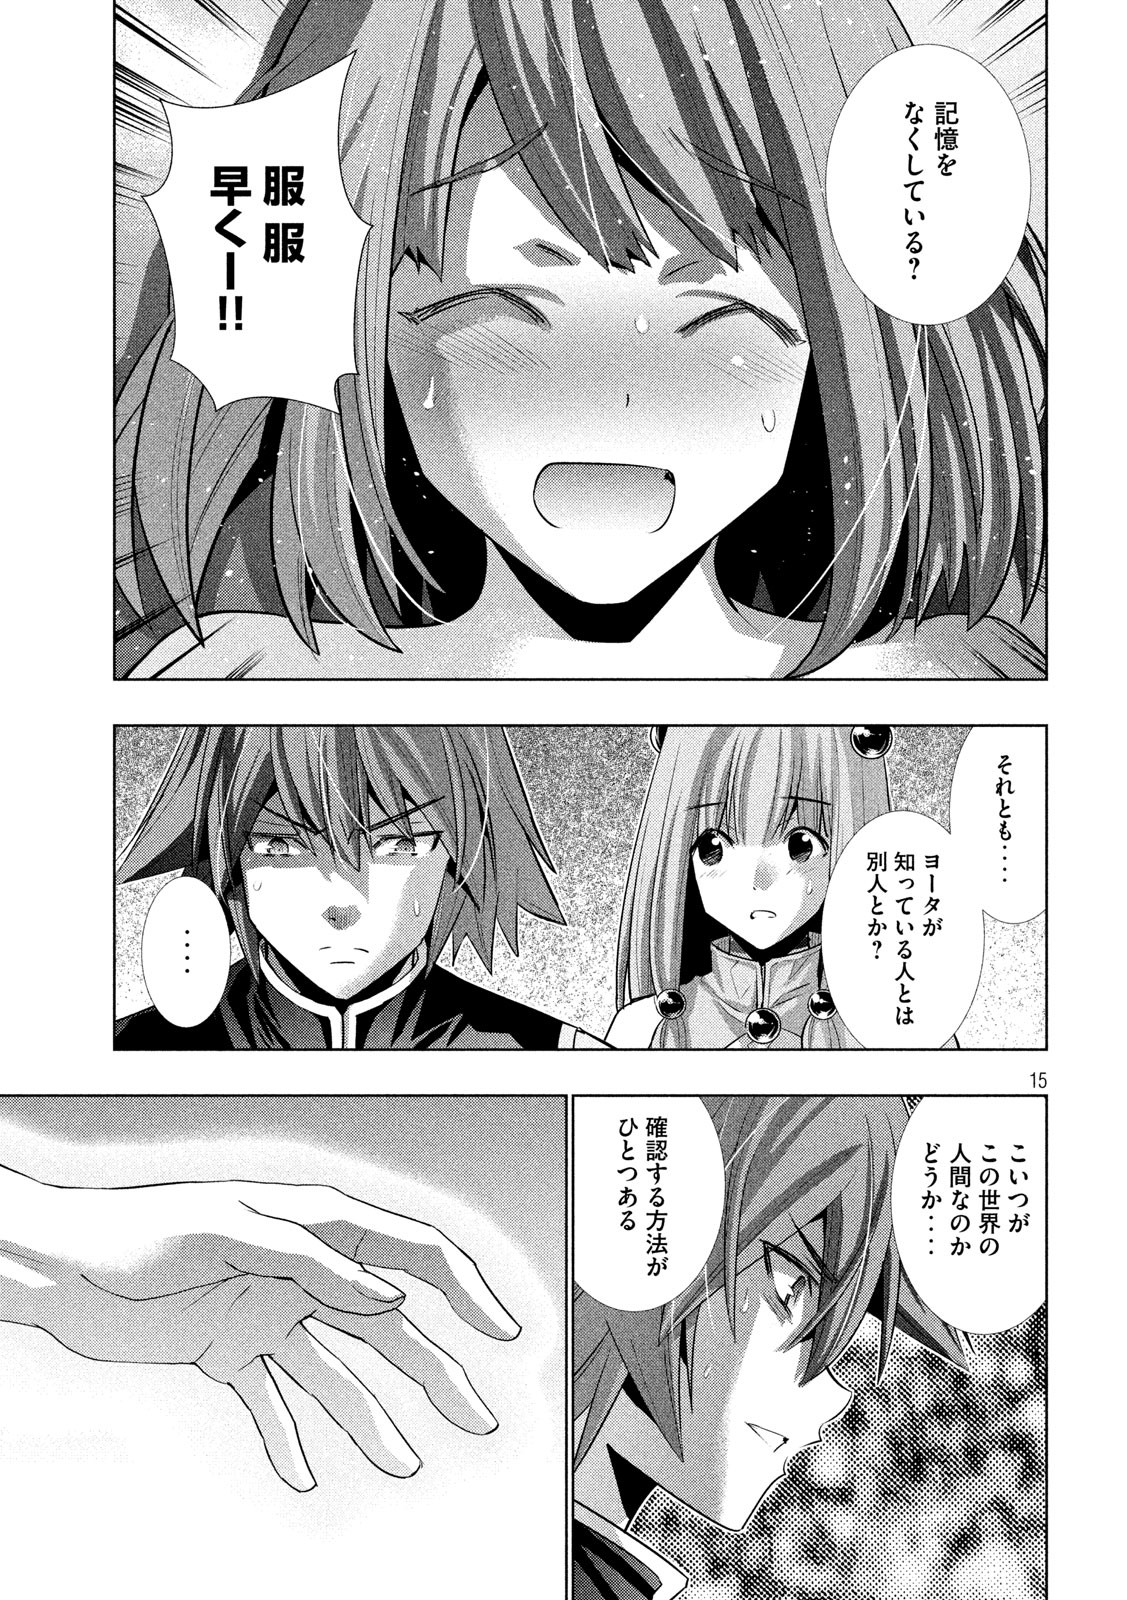 記憶を
なくしている?
服服
早くー!!
それとも‥‥
ヨータが
知っている人とは
別人とか?
‥‥
15
こいつが
この世界の
人間なのか
どうか‥‥
確認する方法が
ひとつある